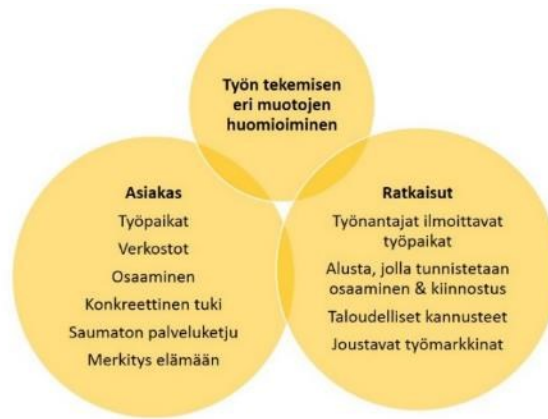 Työn tekemisen
eri muotojen
huomioiminen
Asiakas
Työpaikat
Verkostot
Osaaminen
Konkreettinen tuki
Saumaton palveluketju
Merkitys elämään
Ratkaisut
Työnantajat ilmoittavat
työpaikat
Alusta, jolla tunnistetaan
osaaminen & kiinnostus
Taloudelliset kannusteet
Joustavat työmarkkinat